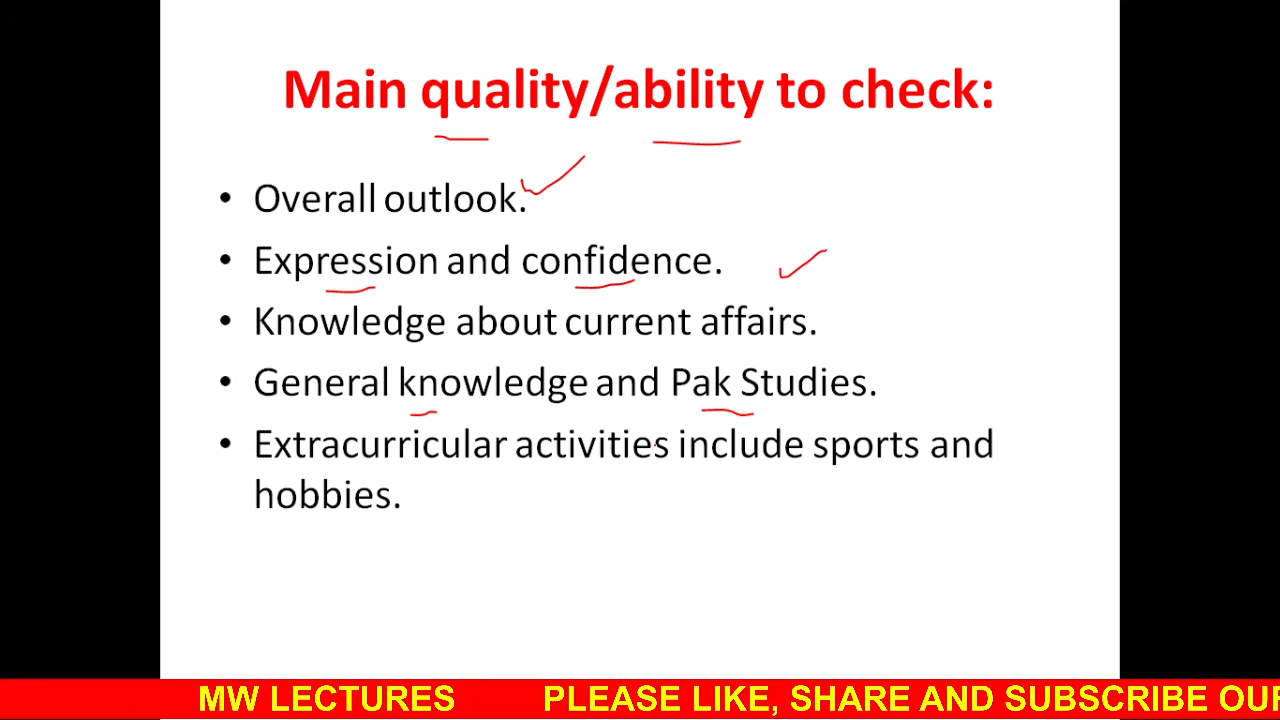 Main quality/ability to check:
• Overall outlook.
• Expression and confidence.
• Knowledge about current affairs.
• General knowledge and Pak Studies.
• Extracurricular activities include sports and
hobbies.
MW LECTURES PLEASE LIKE, SHARE AND SUBSCRIBE OUR